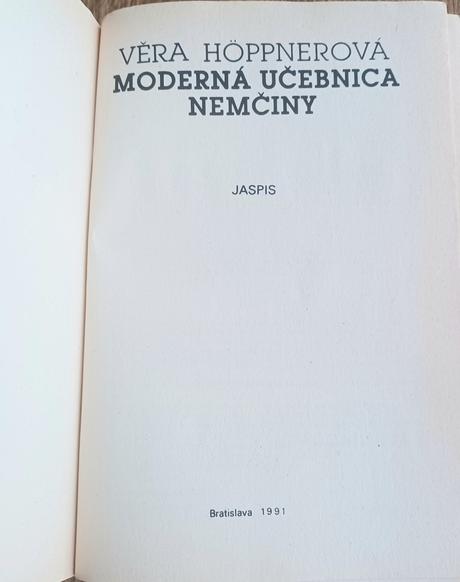 VĚRA HÖPPNEROVÁ
MODERNÁ UČEBNICA
NEMČINY
JASPIS
Bratislava 1991